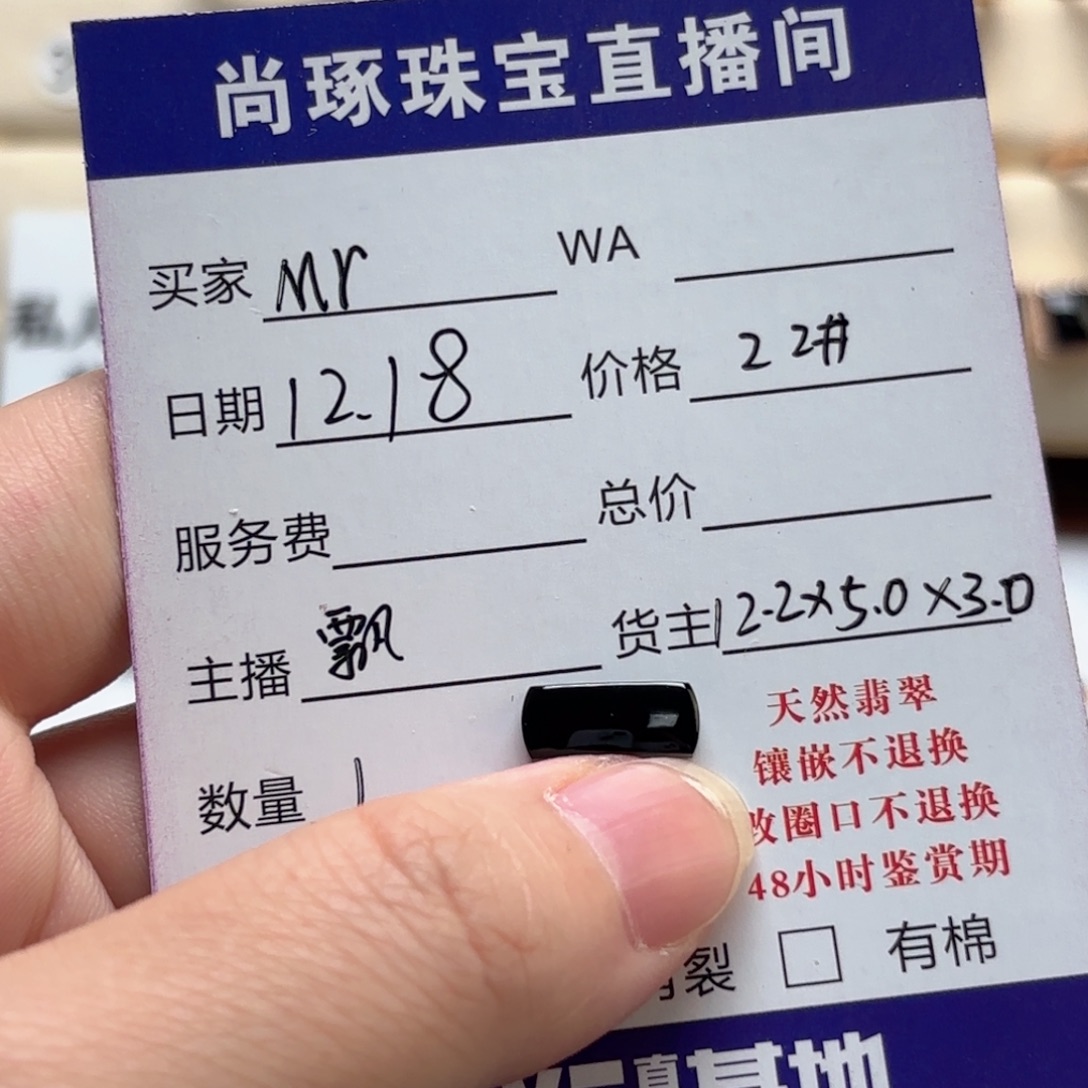 尚琢珠宝直播间
买家 Mr WA
日期 12.18 价格 22#
服务费 总价
主播 飘 货主 12.2×5.0×3.0
天然翡翠
镶嵌不退换
数量 1
改圈口不退换
48小时鉴赏期
裂 □ 有棉
基地